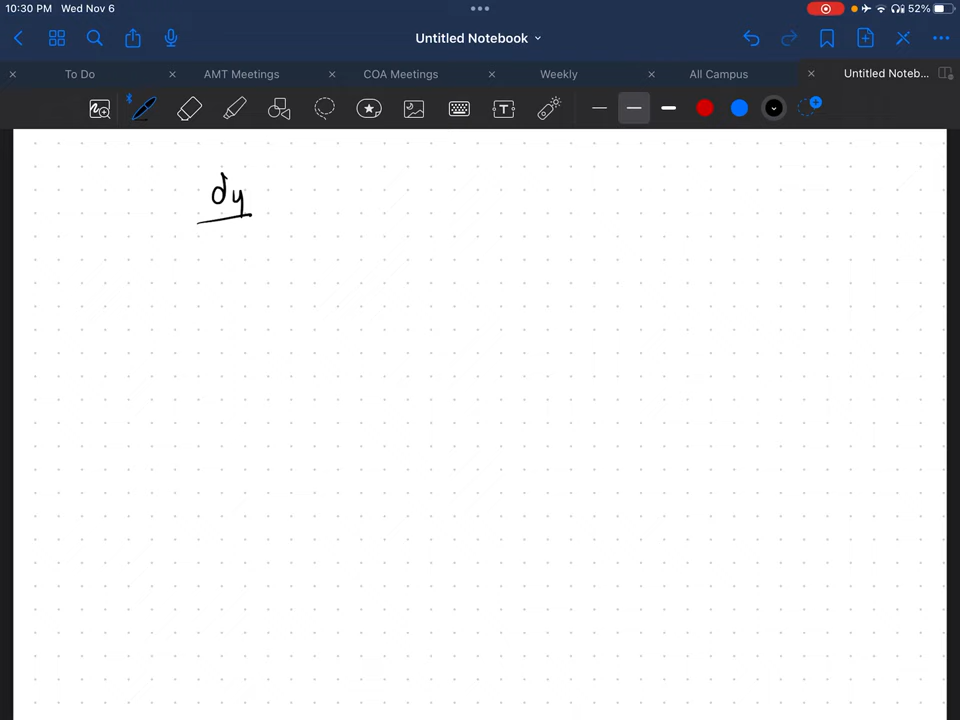 10:30 PM Wed Nov 6 52%
Untitled Notebook
To Do AMT Meetings COA Meetings Weekly All Campus Untitled Noteb...
T
dy